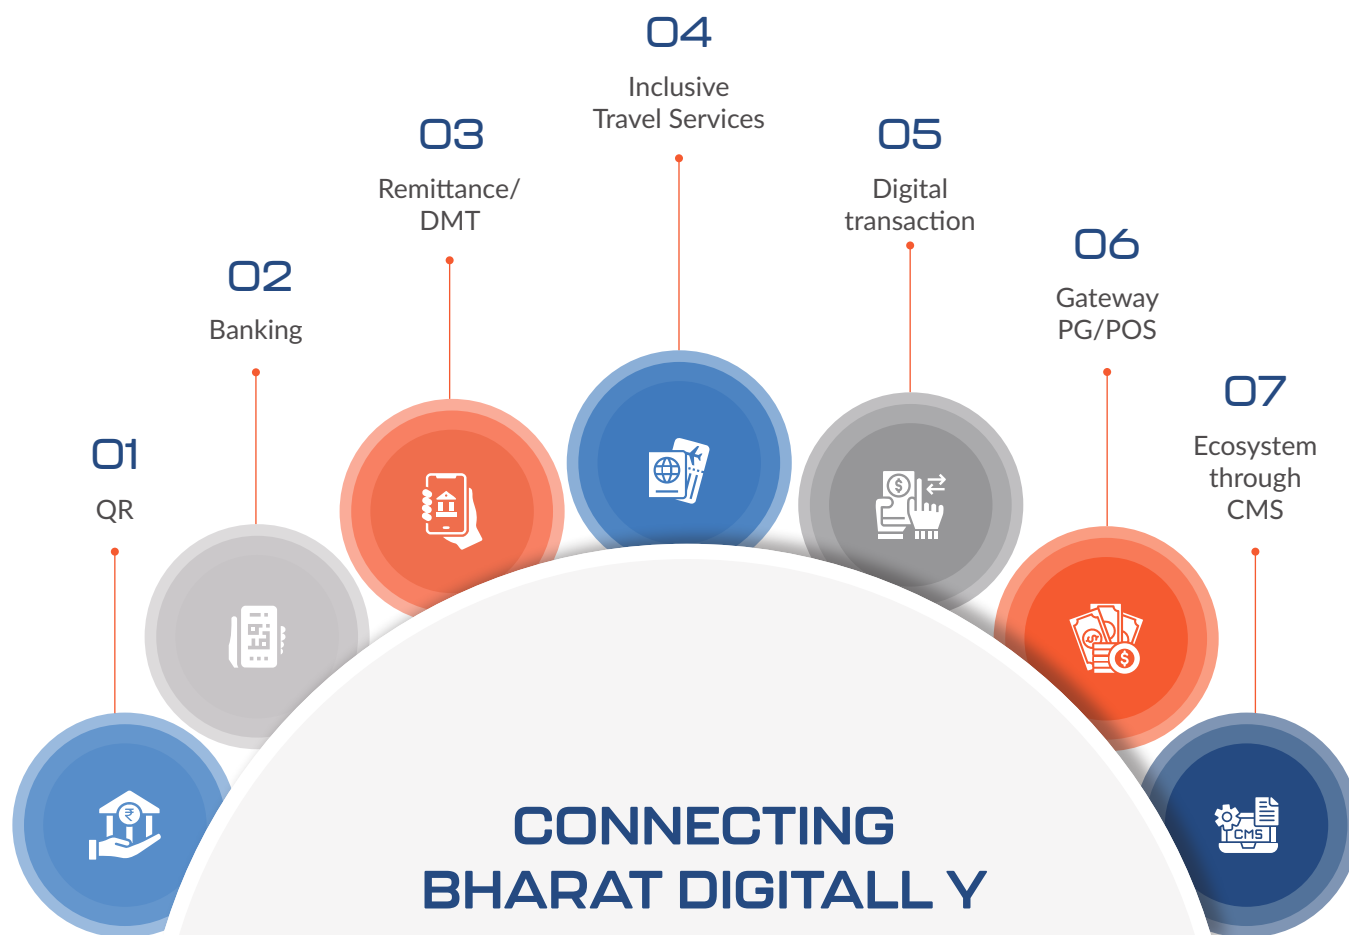 01
QR
02
Banking
03
Remittance/
DMT
04
Inclusive
Travel Services
05
Digital
transaction
06
Gateway
PG/POS
07
Ecosystem
through
CMS
₹
$
$
$
CMS
CONNECTING
BHARAT DIGITALL Y